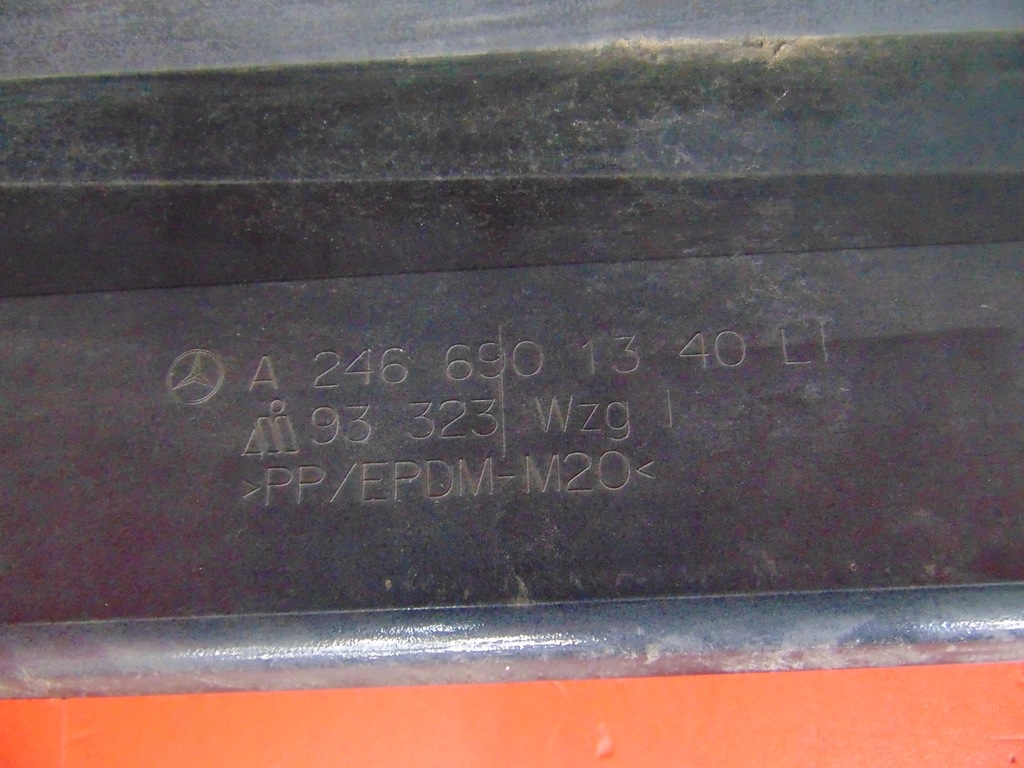 A 246 690 13 40 LI
93 323 Wzg I
>PP/EPDM-M20<